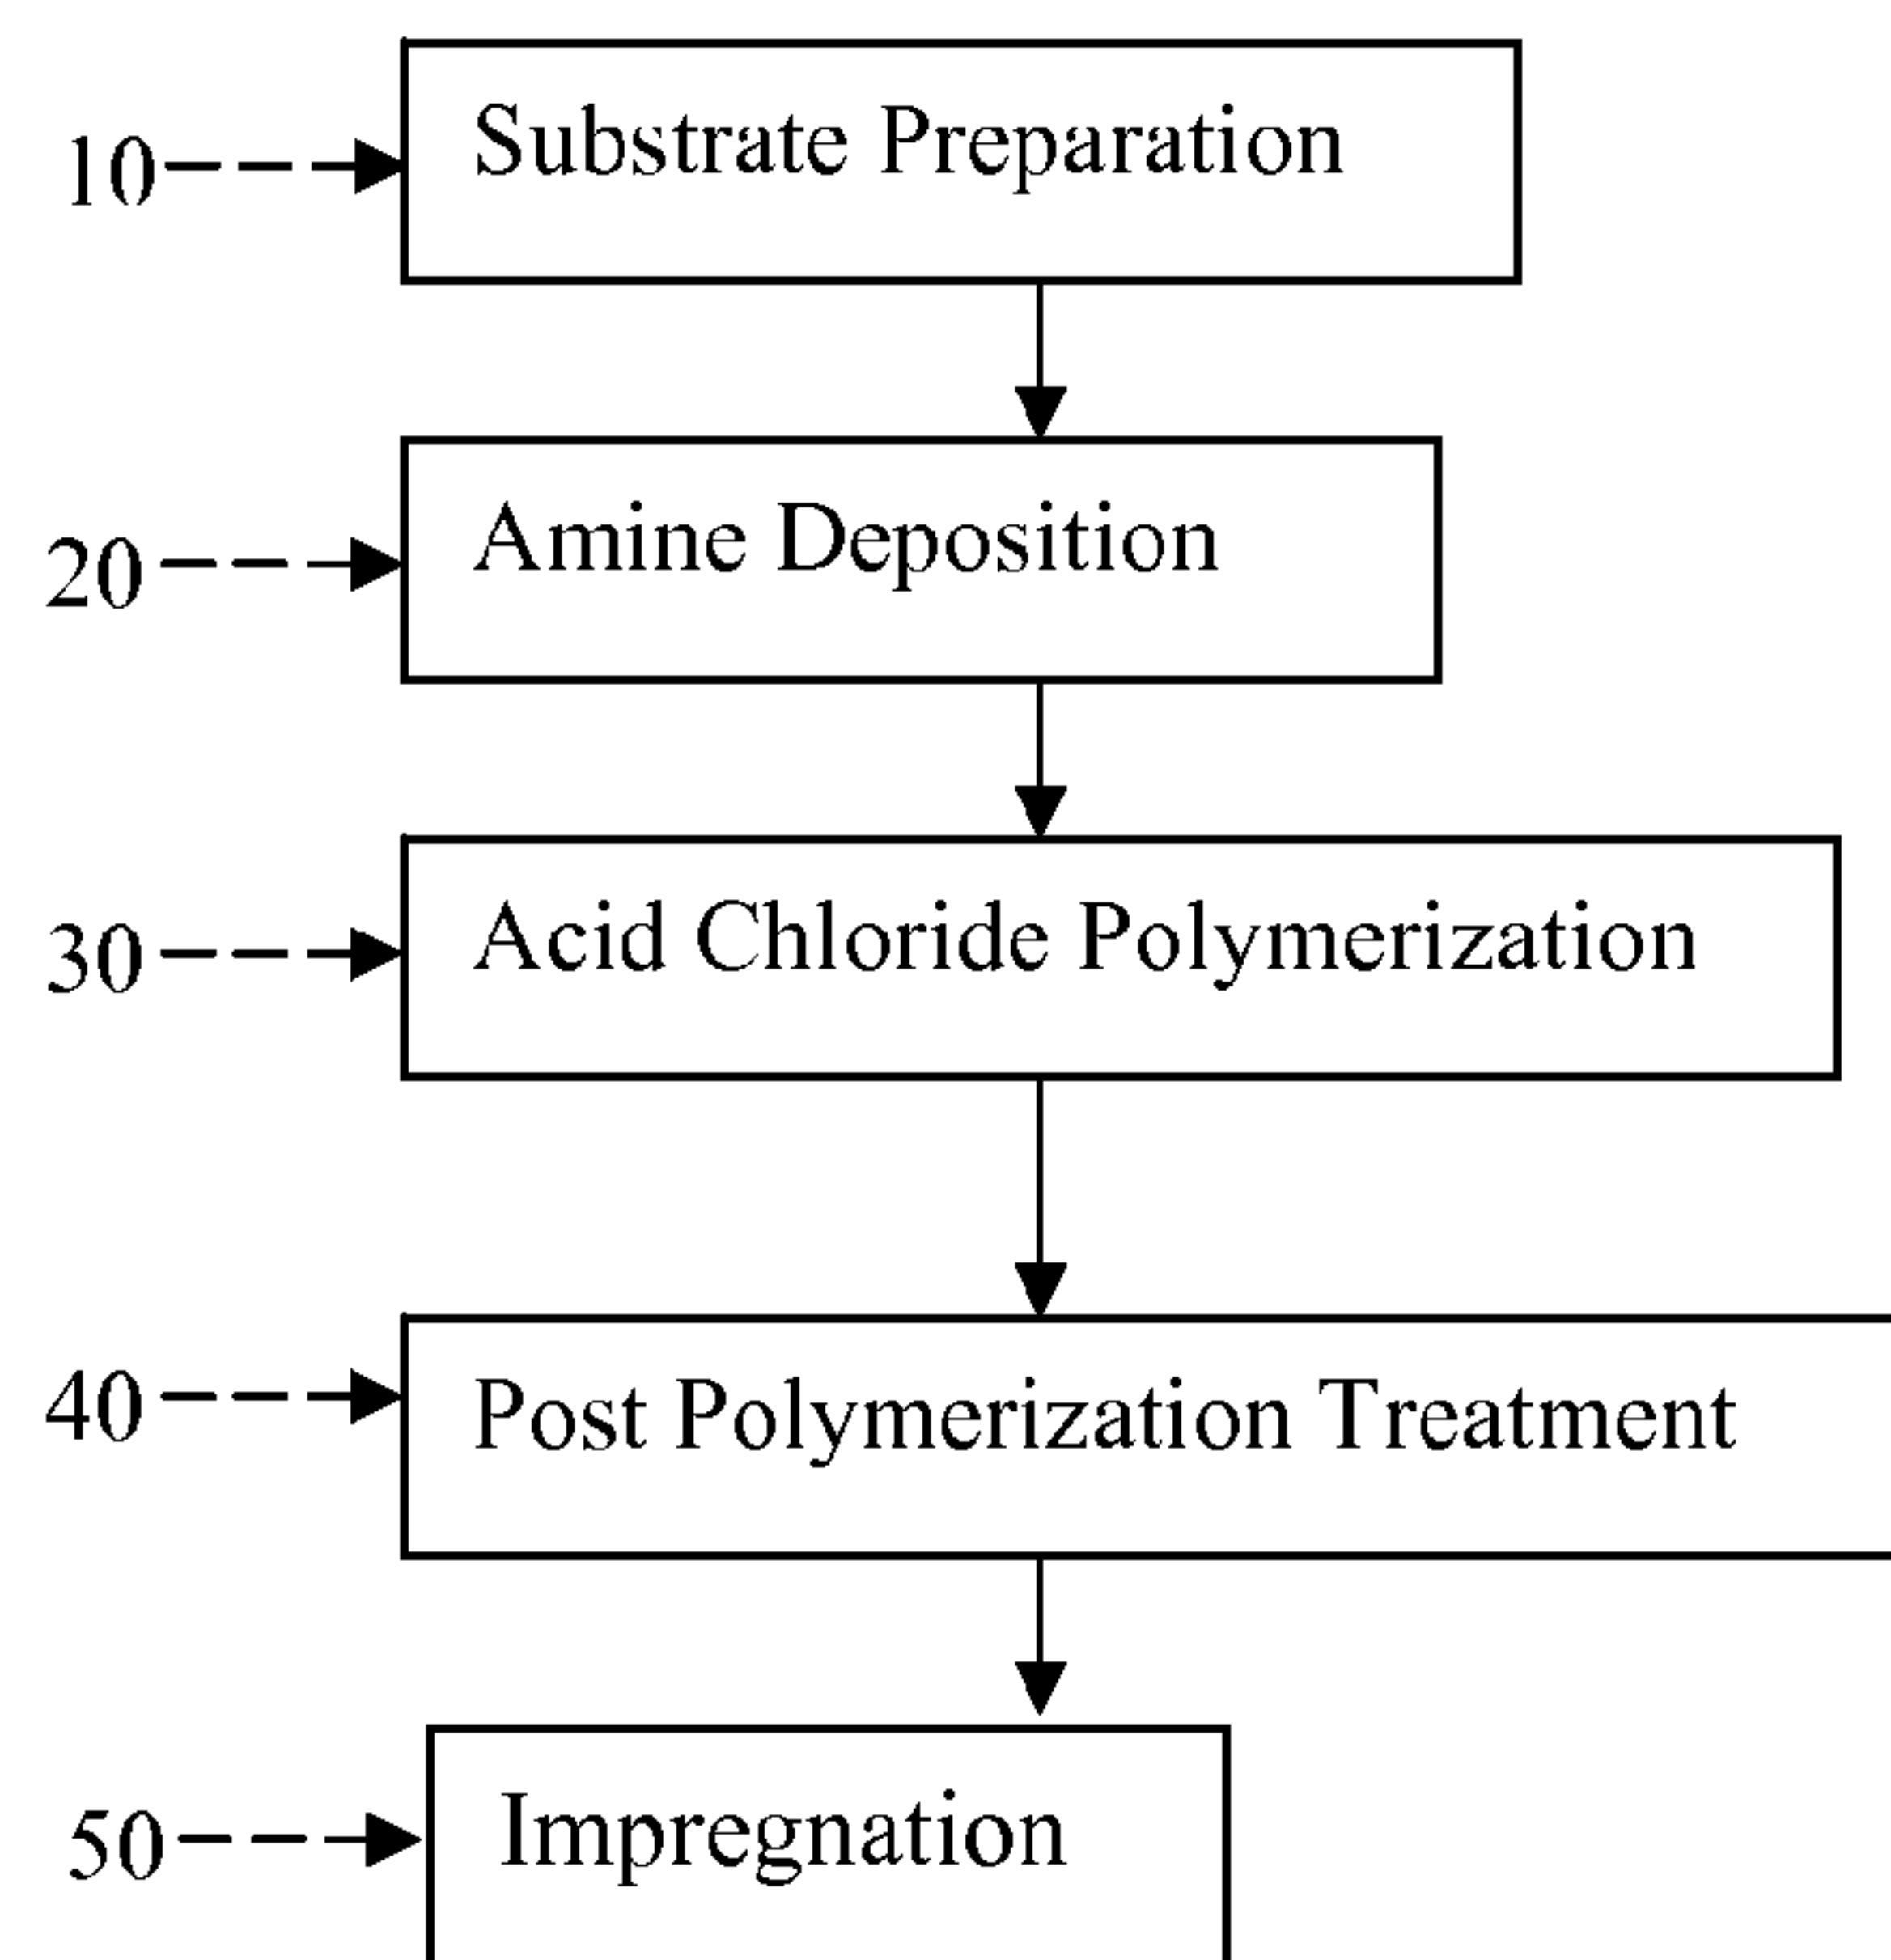 10
Substrate Preparation
20
Amine Deposition
30
Acid Chloride Polymerization
40
Post Polymerization Treatment
50
Impregnation